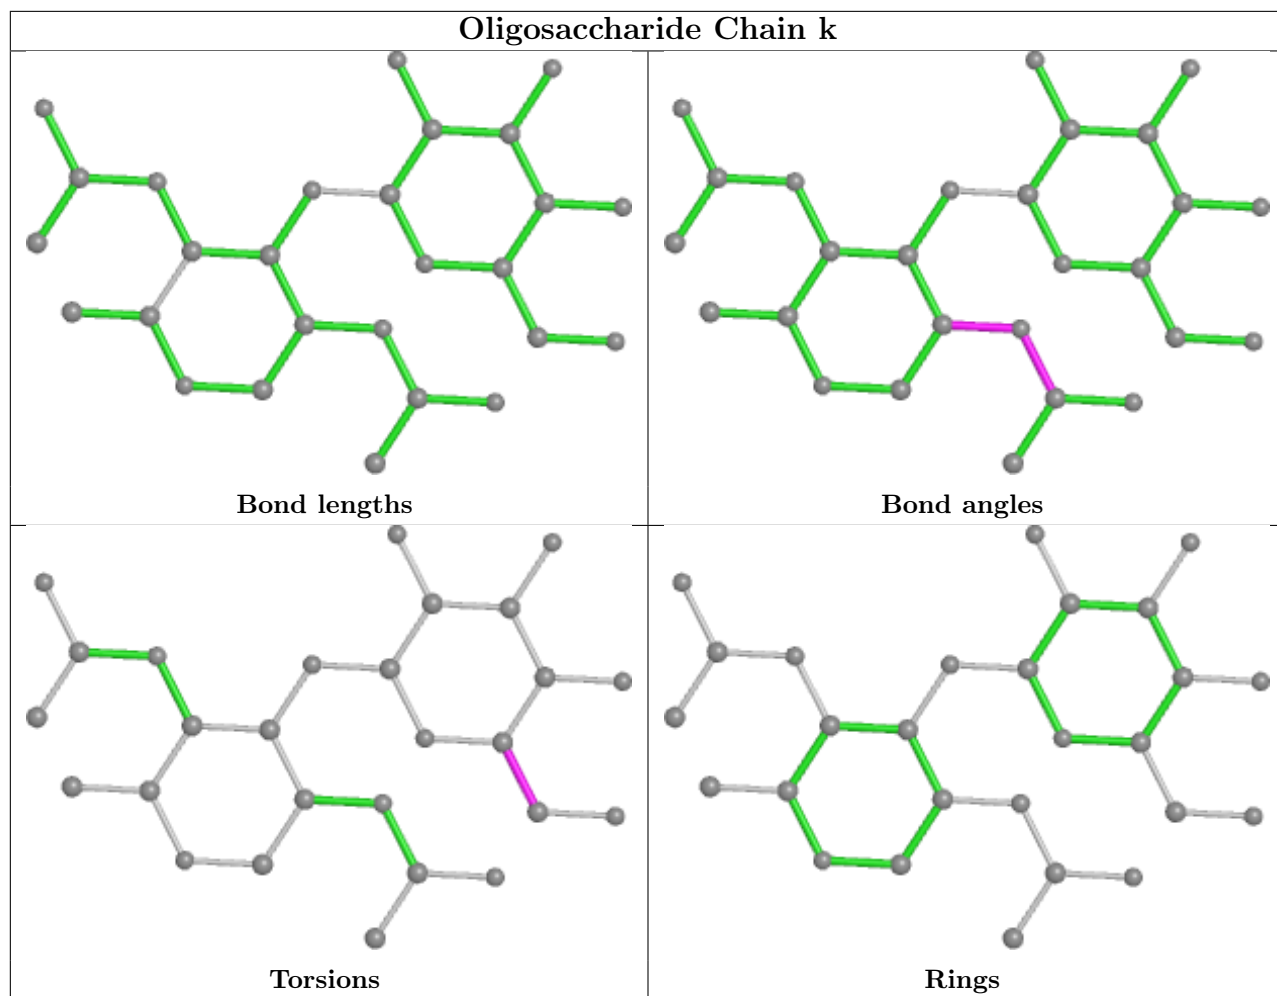 Oligosaccharide Chain k
Bond lengths
Bond angles
Torsions
Rings